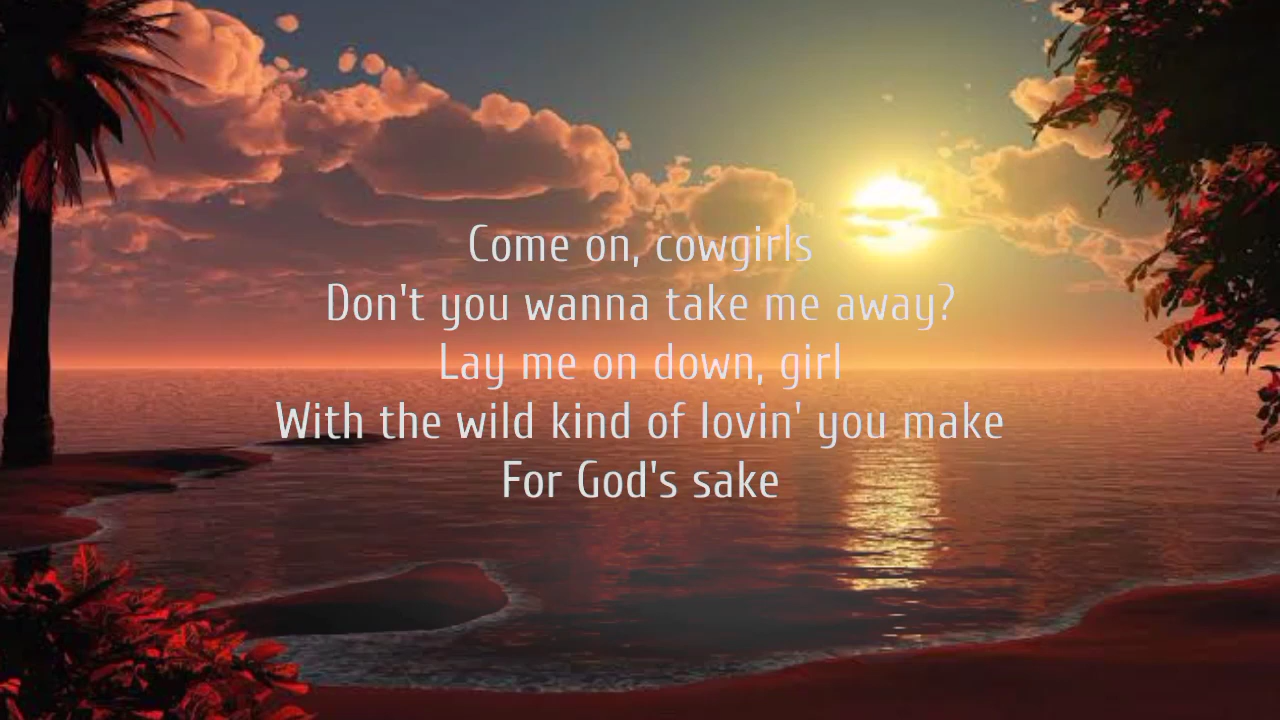 Come on, cowgirls
Don't you wanna take me away?
Lay me on down, girl
With the wild kind of lovin' you make
For God's sake